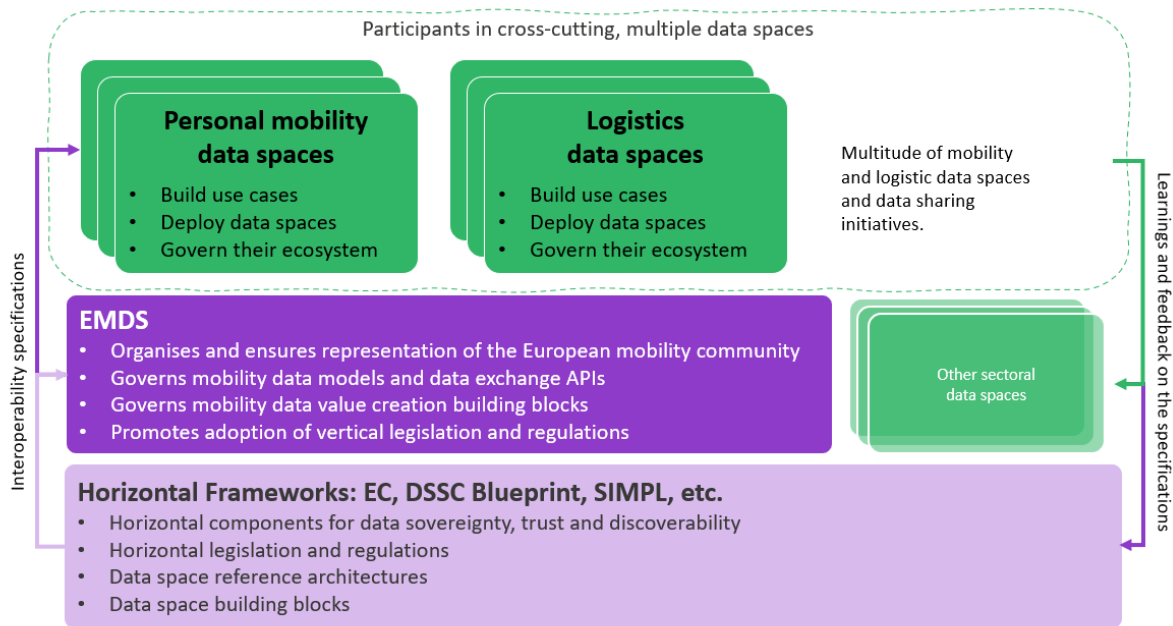 Participants in cross-cutting, multiple data spaces
Personal mobility
data spaces
• Build use cases
• Deploy data spaces
• Govern their ecosystem
Logistics
data spaces
• Build use cases
• Deploy data spaces
• Govern their ecosystem
Multitude of mobility
and logistic data spaces
and data sharing
initiatives.
Interoperability specifications
Learnings and feedback on the specifications
EMDS
• Organises and ensures representation of the European mobility community
• Governs mobility data models and data exchange APIs
• Governs mobility data value creation building blocks
• Promotes adoption of vertical legislation and regulations
Other sectoral
data spaces
Horizontal Frameworks: EC, DSSC Blueprint, SIMPL, etc.
• Horizontal components for data sovereignty, trust and discoverability
• Horizontal legislation and regulations
• Data space reference architectures
• Data space building blocks